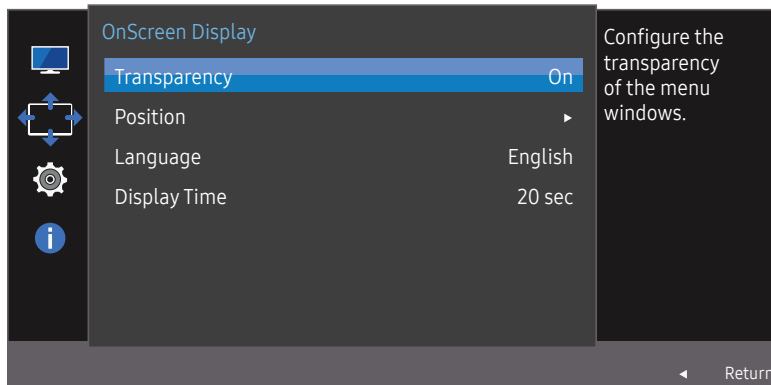 OnScreen Display
Transparency On
Position ▸
Language English
Display Time 20 sec
Configure the
transparency
of the menu
windows.
◂ Return